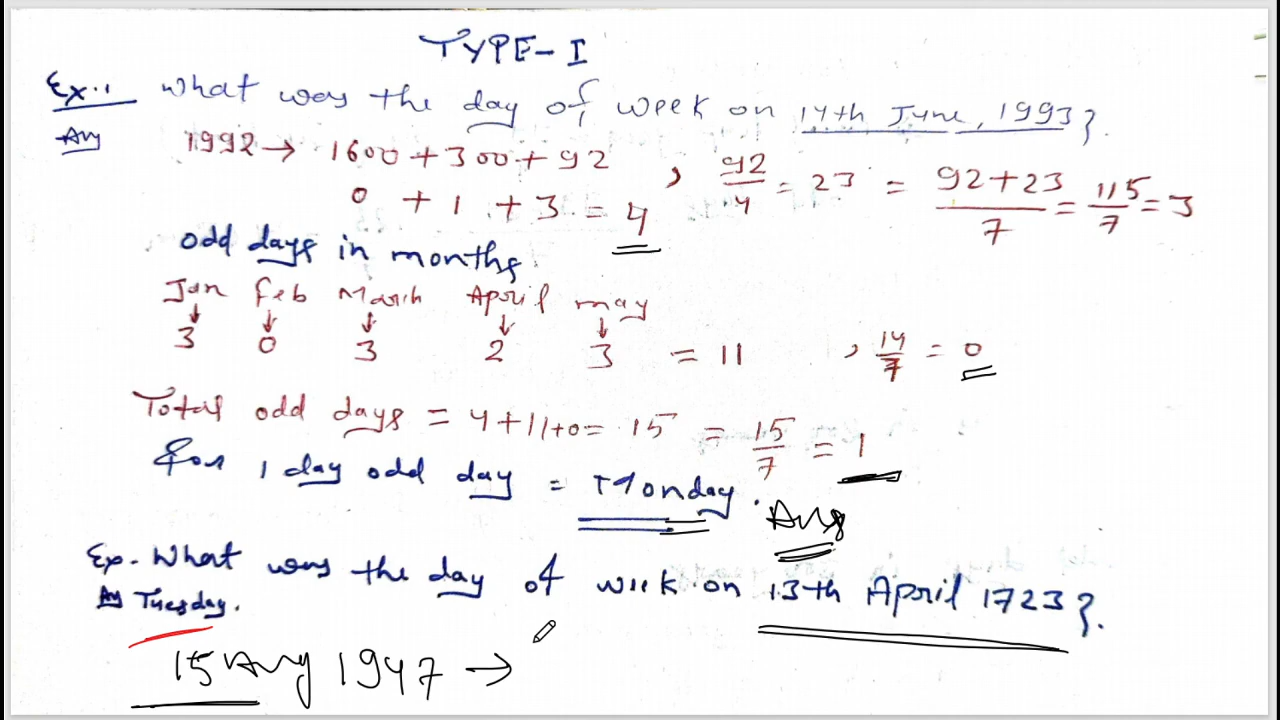 TYPE-I
Ex.1 What was the day of week on 14th June, 1993?
Ans 1992 → 1600 + 300 + 92 , 92/4 = 23 = 92+23/7 = 115/7 = 3
0 + 1 + 3 = 4
odd days in months.
Jan Feb March April may
↓ ↓ ↓ ↓ ↓
3 0 3 2 3 = 11 , 14/7 = 0
Total odd days = 4+11+0= 15 = 15/7 = 1
for 1 day odd day = Monday. Ans
Ex. What was the day of week on 13th April 1723?
Ans Tuesday.
15 Aug 1947 →